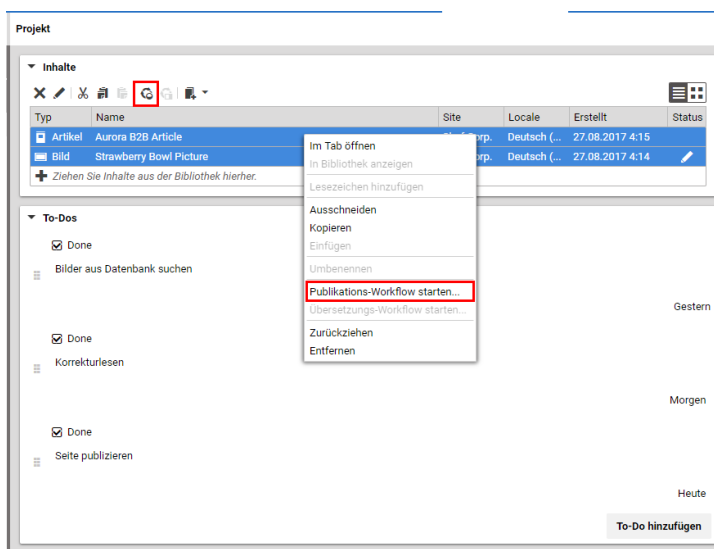 Projekt
Inhalte
Typ Name Site Locale Erstellt Status
Artikel Aurora B2B Article Corp. Deutsch (... 27.08.2017 4:15
Bild Strawberry Bowl Picture orp. Deutsch (... 27.08.2017 4:14
Ziehen Sie Inhalte aus der Bibliothek hierher.
Im Tab öffnen
In Bibliothek anzeigen
Lesezeichen hinzufügen
Ausschneiden
Kopieren
Einfügen
Umbenennen
Publikations-Workflow starten...
Übersetzungs-Workflow starten...
Zurückziehen
Entfernen
To-Dos
Done
Bilder aus Datenbank suchen
Gestern
Done
Korrekturlesen
Morgen
Done
Seite publizieren
Heute
To-Do hinzufügen